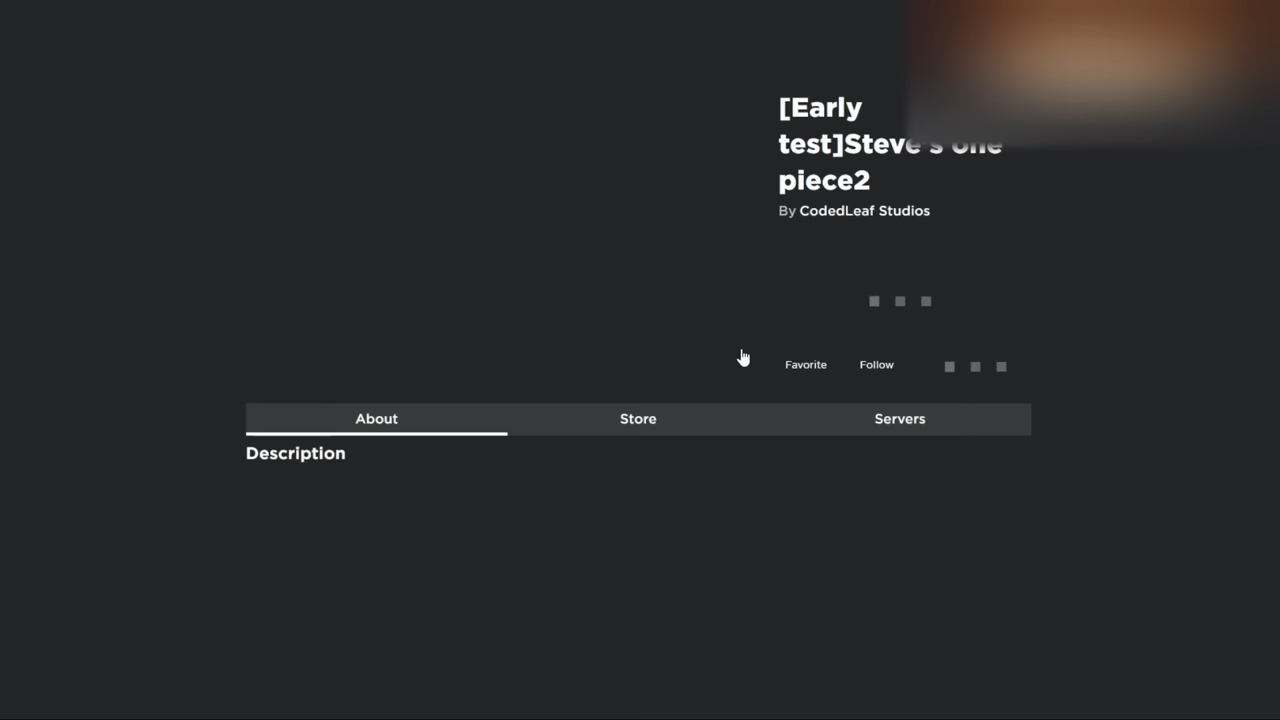 [Early
test]Steve's one
piece2
By CodedLeaf Studios
Favorite
Follow
About
Store
Servers
Description